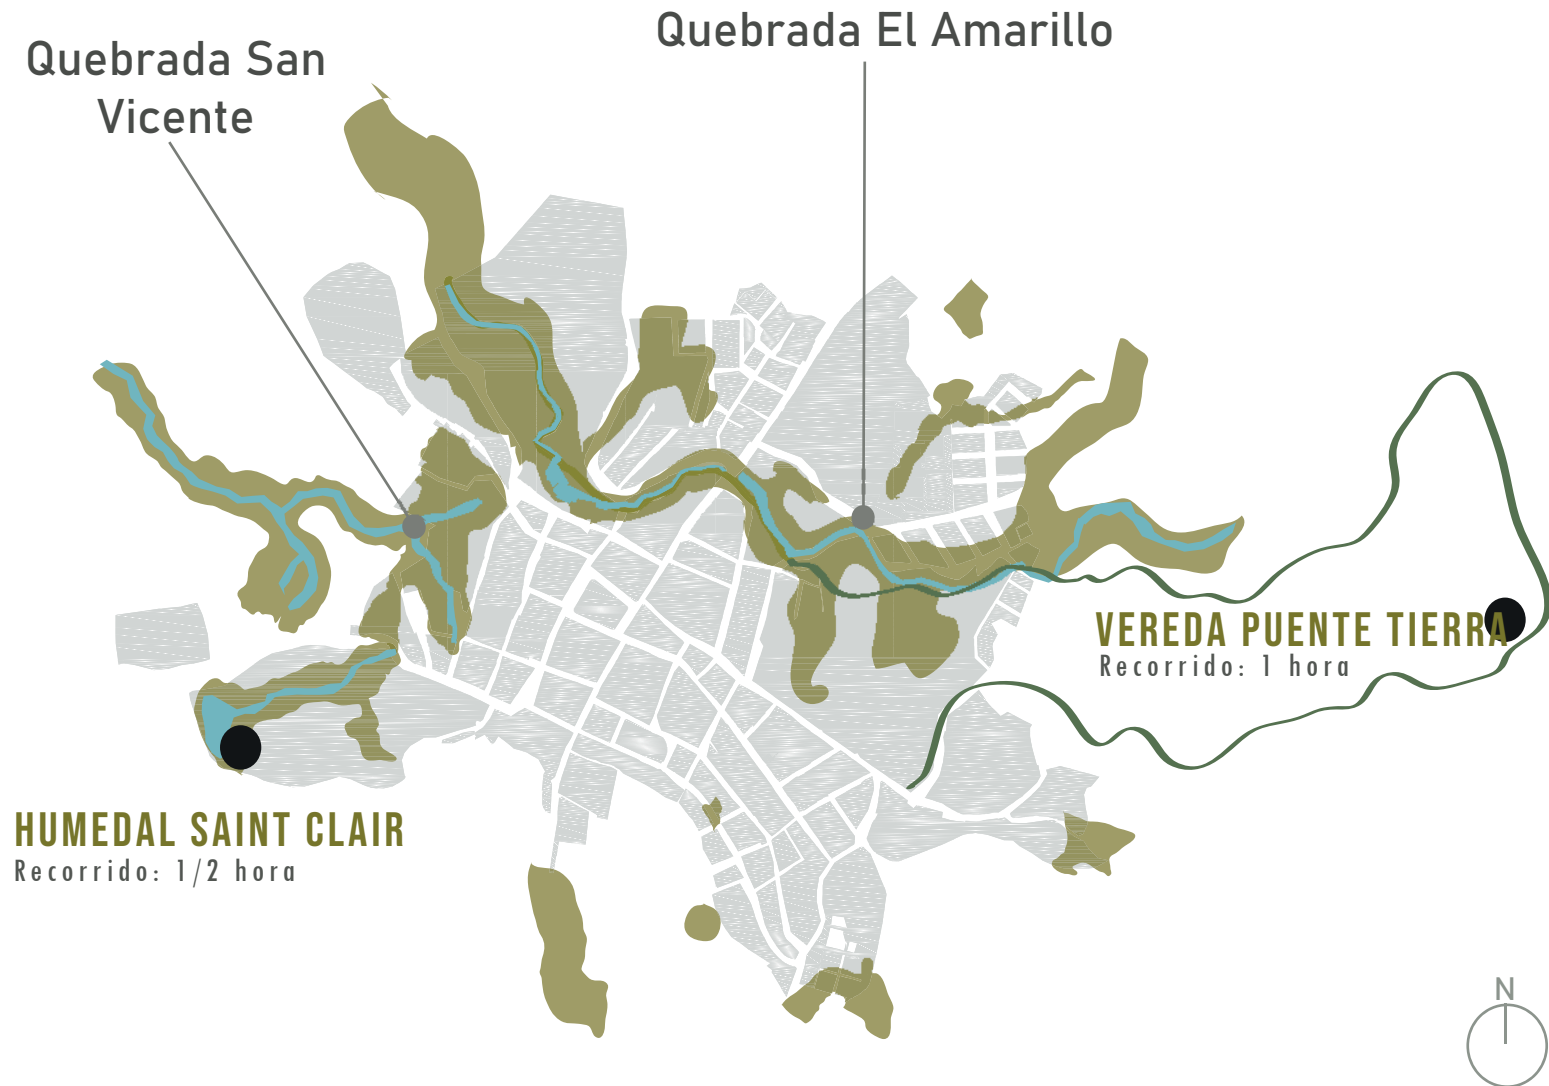 Quebrada El Amarillo
Quebrada San
Vicente
VEREDA PUENTE TIERRA
Recorrido: 1 hora
HUMEDAL SAINT CLAIR
Recorrido: 1/2 hora
N